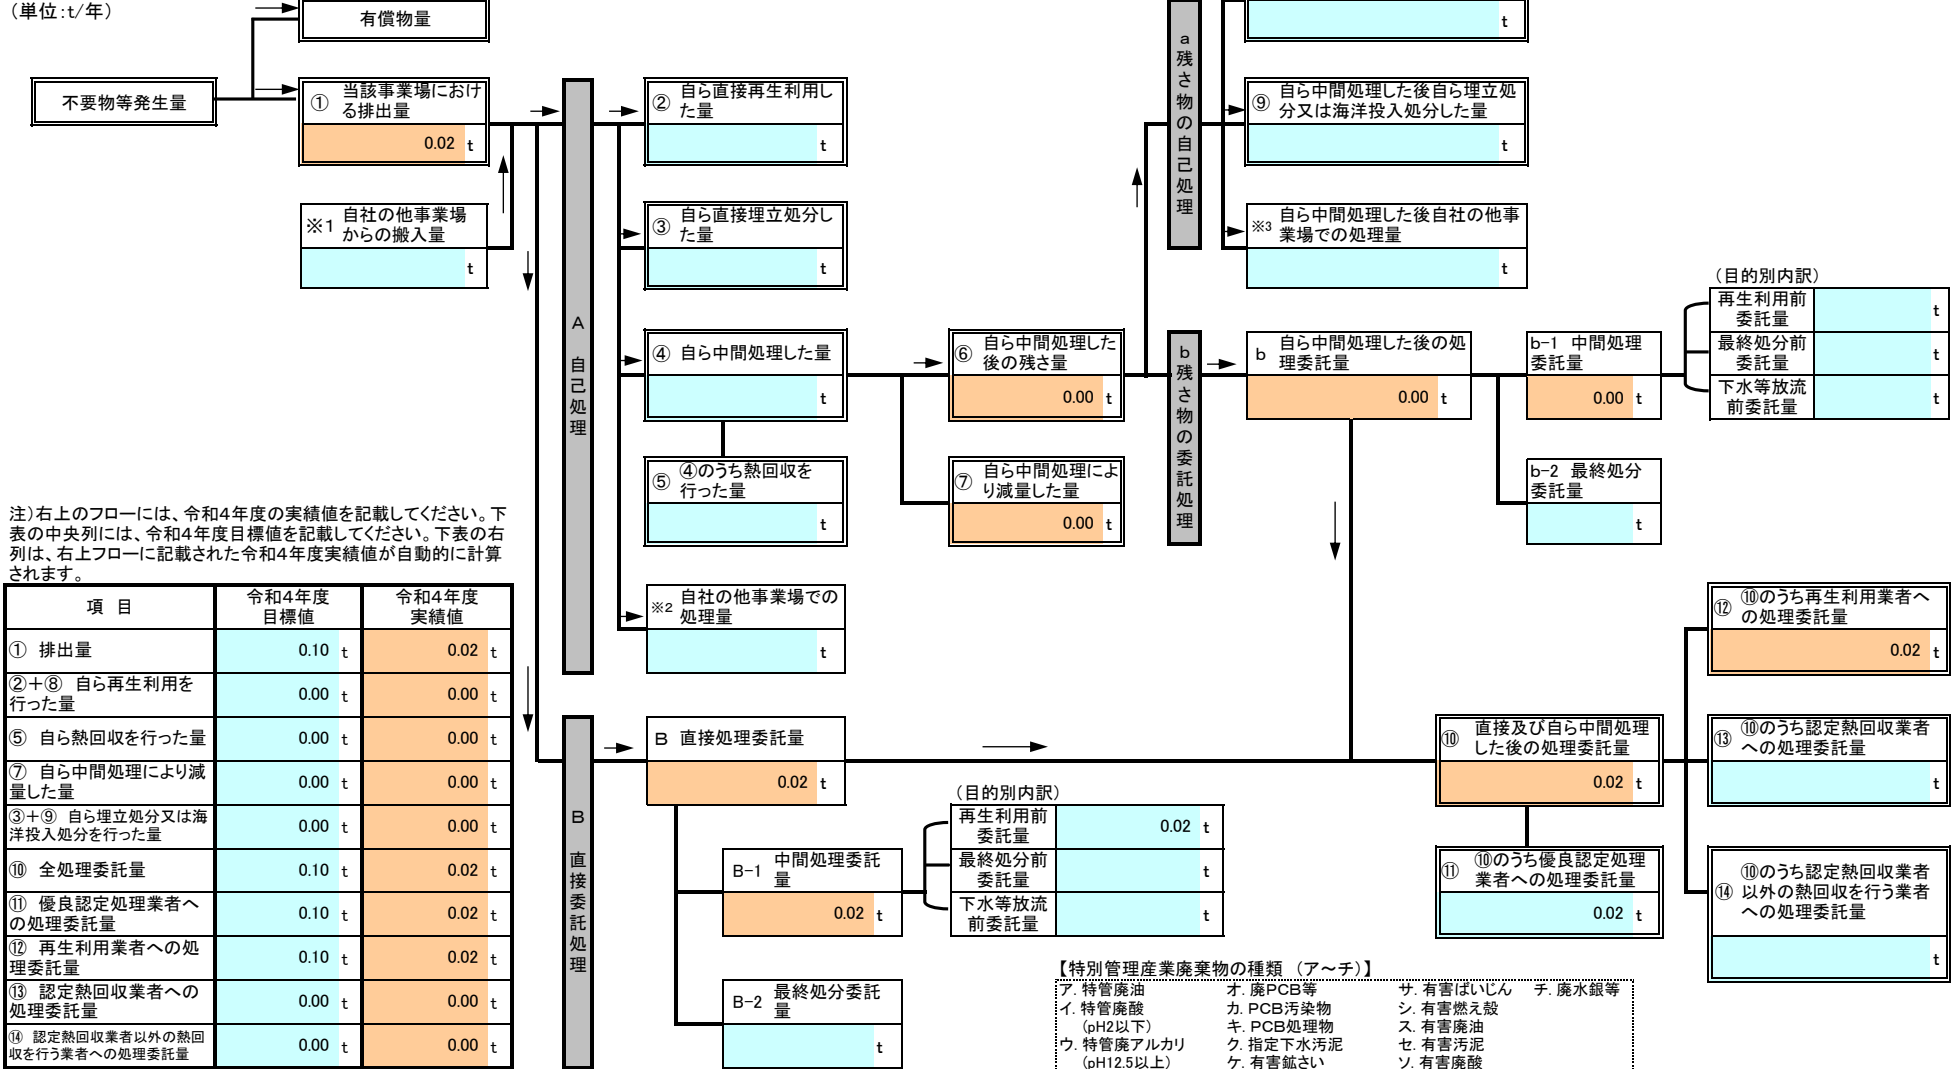 （単位：t/年）
有償物量
不要物等発生量
① 当該事業場におけ
る排出量
0.02 t
※1 自社の他事業場
からの搬入量
t
A 自己処理
② 自ら直接再生利用し
た量
t
③ 自ら直接埋立処分し
た量
t
④ 自ら中間処理した量
t
⑤ ④のうち熱回収を
行った量
t
※2 自社の他事業場での
処理量
t
⑥ 自ら中間処理した
後の残さ量
0.00 t
⑦ 自ら中間処理によ
り減量した量
0.00 t
a 残さ物の自己処理
t
⑨ 自ら中間処理した後自ら埋立処
分又は海洋投入処分した量
t
※3 自ら中間処理した後自社の他事
業場での処理量
t
b 残さ物の委託処理
b 自ら中間処理した後の処
理委託量
0.00 t
b-1 中間処理
委託量
0.00 t
b-2 最終処分
委託量
t
（目的別内訳）
再生利用前
委託量
t
最終処分前
委託量
t
下水等放流
前委託量
t
注）右上のフローには、令和4年度の実績値を記載してください。下
表の中央列には、令和4年度目標値を記載してください。下表の右
列は、右上フローに記載された令和4年度実績値が自動的に計算
されます。
項 目
令和4年度
目標値
令和4年度
実績値
① 排出量 0.10 t 0.02 t
②＋⑧ 自ら再生利用を
行った量 0.00 t 0.00 t
⑤ 自ら熱回収を行った量 0.00 t 0.00 t
⑦ 自ら中間処理により減
量した量 0.00 t 0.00 t
③＋⑨ 自ら埋立処分又は海
洋投入処分を行った量 0.00 t 0.00 t
⑩ 全処理委託量 0.10 t 0.02 t
⑪ 優良認定処理業者へ
の処理委託量 0.10 t 0.02 t
⑫ 再生利用業者への処
理委託量 0.10 t 0.02 t
⑬ 認定熱回収業者への
処理委託量 0.00 t 0.00 t
⑭ 認定熱回収業者以外の熱回
収を行う業者への処理委託量 0.00 t 0.00 t
B 直接委託処理
B 直接処理委託量
0.02 t
B-1 中間処理委託
量
0.02 t
B-2 最終処分委託
量
t
（目的別内訳）
再生利用前
委託量
0.02 t
最終処分前
委託量
t
下水等放流
前委託量
t
⑩ 直接及び自ら中間処理
した後の処理委託量
0.02 t
⑪ ⑩のうち優良認定処理
業者への処理委託量
0.02 t
⑫ ⑩のうち再生利用業者へ
の処理委託量
0.02 t
⑬ ⑩のうち認定熱回収業者
への処理委託量
t
⑭ ⑩のうち認定熱回収業者
以外の熱回収を行う業者
への処理委託量
t
【特別管理産業廃棄物の種類 （ア～チ）】
ア. 特管廃油 オ. 廃PCB等 サ. 有害ばいじん チ. 廃水銀等
イ. 特管廃酸 カ. PCB汚染物 シ. 有害燃え殻
（pH2以下） キ. PCB処理物 ス. 有害廃油
ウ. 特管廃アルカリ ク. 指定下水汚泥 セ. 有害汚泥
（pH12.5以上） ケ. 有害鉱さい ソ. 有害廃酸